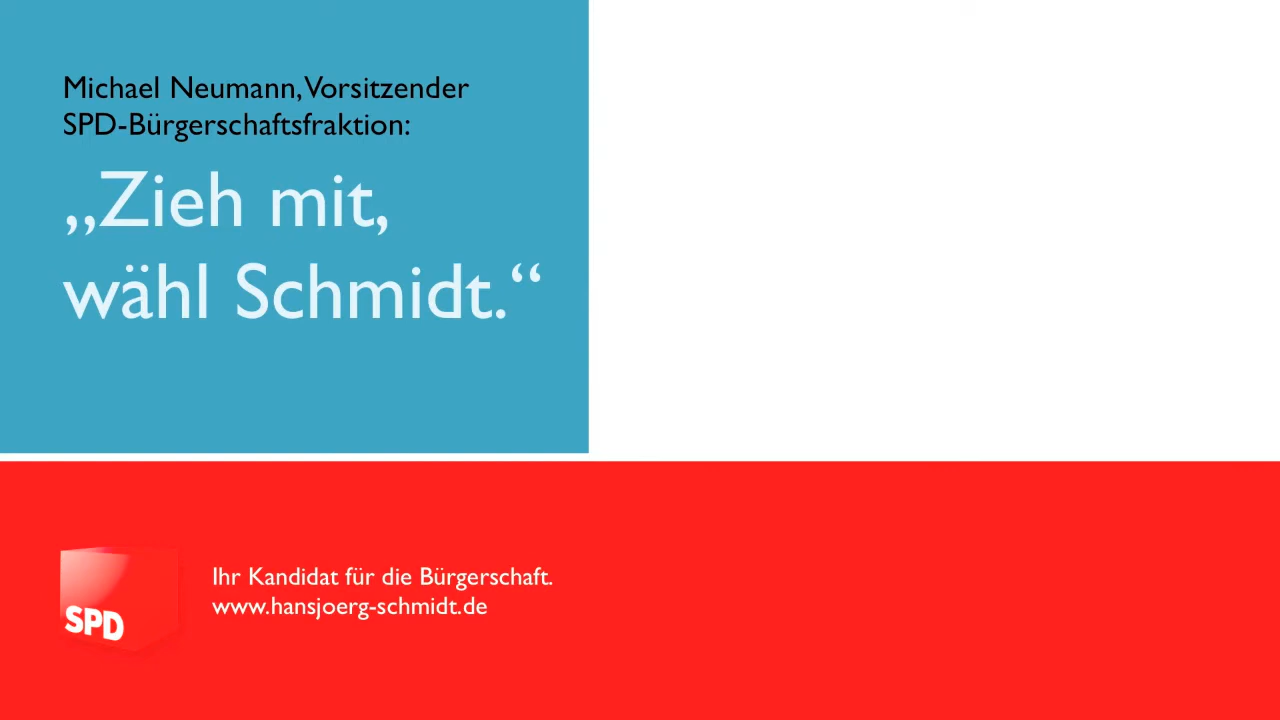 Michael Neumann, Vorsitzender
SPD-Bürgerschaftsfraktion:
„Zieh mit,
wähl Schmidt.“
SPD
Ihr Kandidat für die Bürgerschaft.
www.hansjoerg-schmidt.de